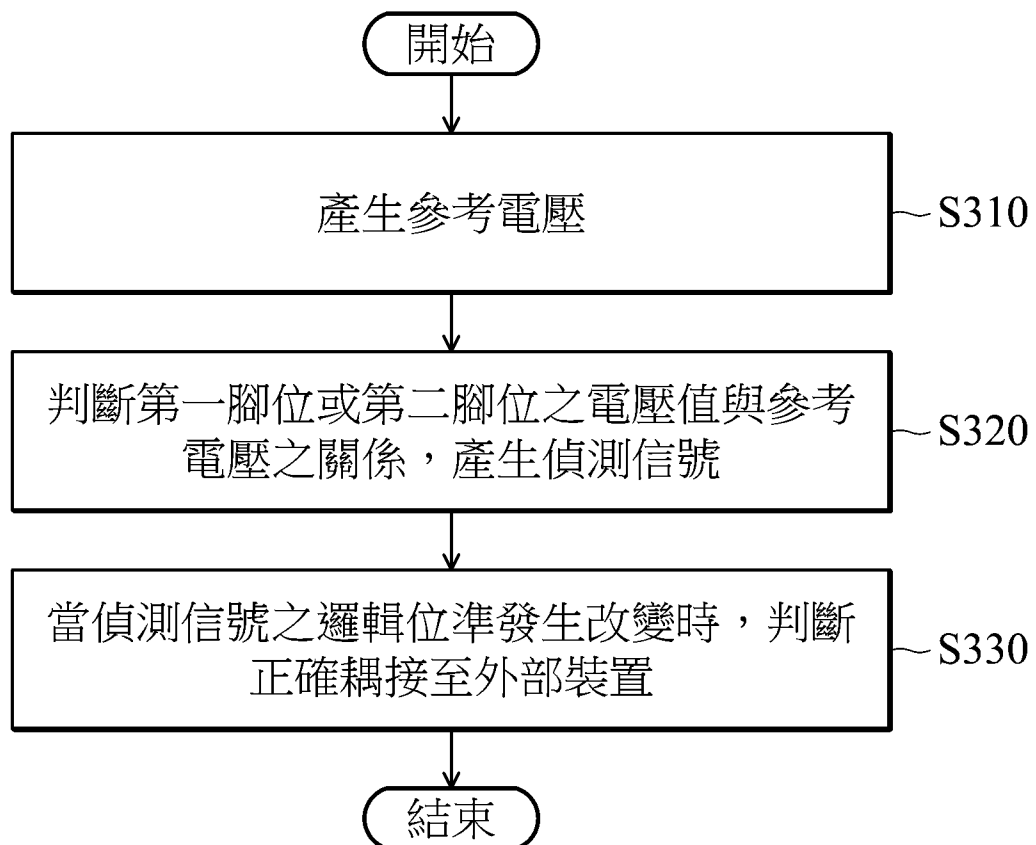 開始
產生參考電壓
S310
判斷第一腳位或第二腳位之電壓值與參考
電壓之關係，產生偵測信號
S320
當偵測信號之邏輯位準發生改變時，判斷
正確耦接至外部裝置
S330
結束